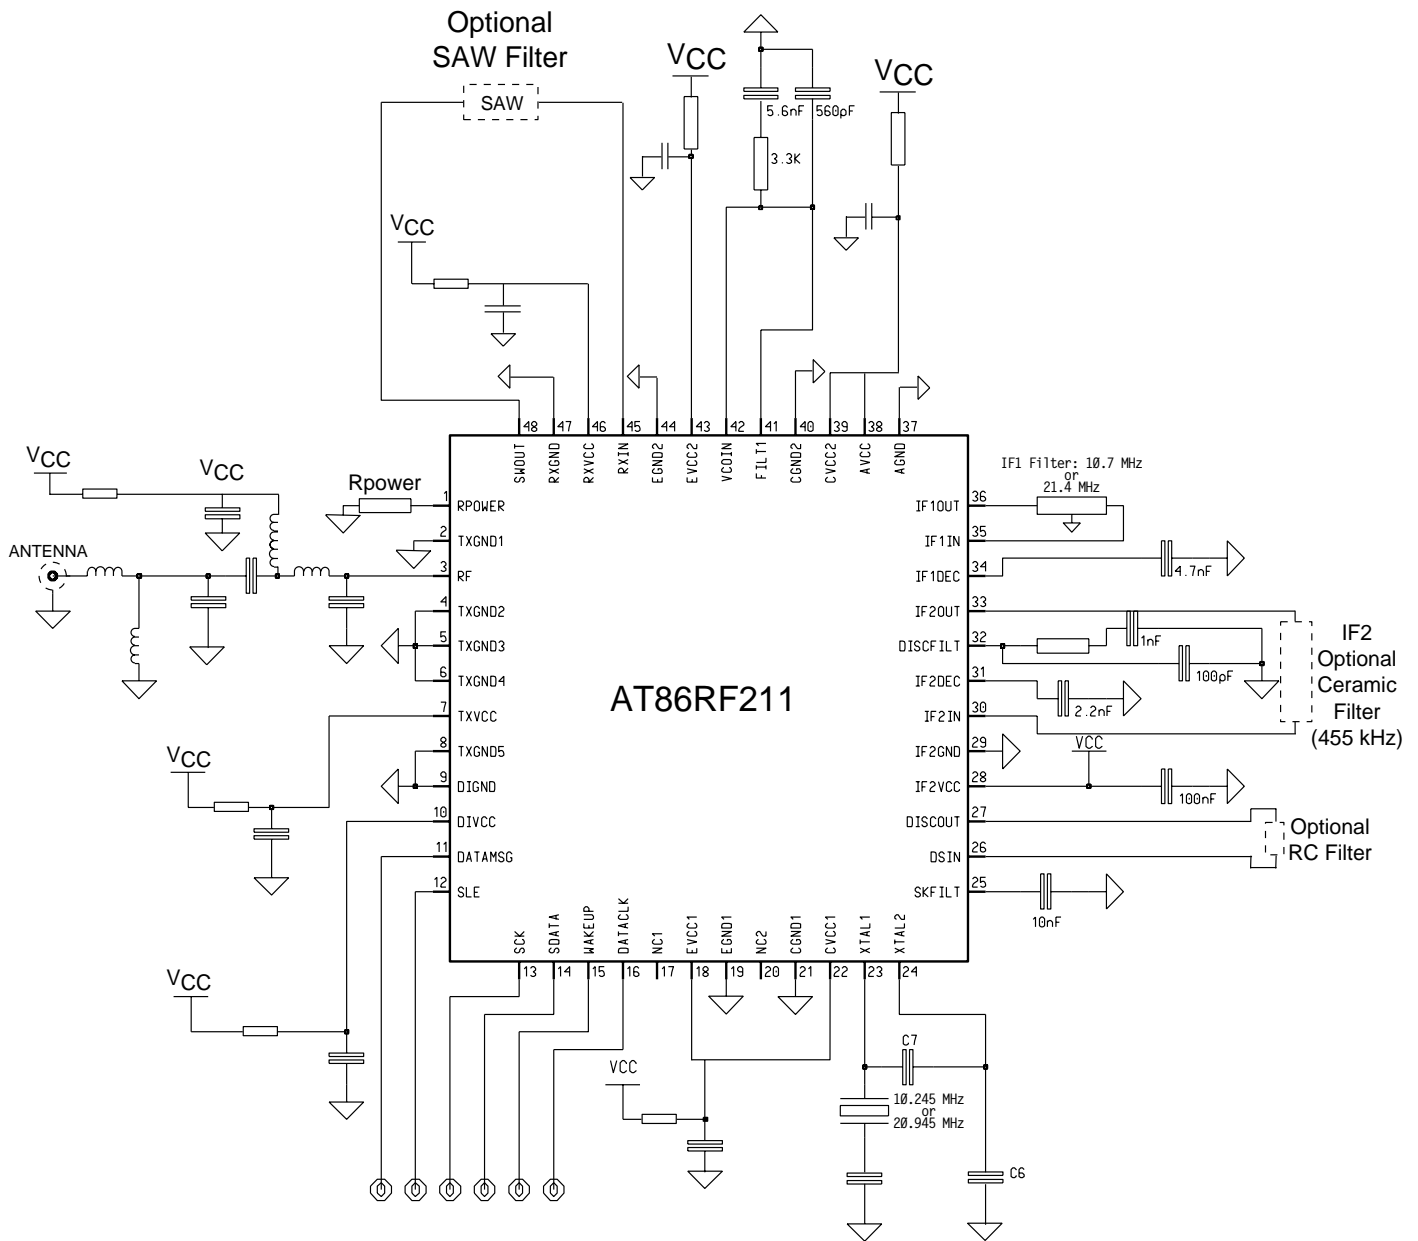 Optional
SAW Filter
SAW
VCC
5.6nF
560pF
3.3K
VCC
VCC
48
47
46
45
44
43
42
41
40
39
38
37
SWOUT
RXGND
RXVCC
RXIN
EGND2
EVCC2
VCOIN
FILT1
CGND2
CVCC2
AVCC
AGND
VCC
VCC
ANTENNA
Rpower
1 RPOWER
2 TXGND1
3 RF
4 TXGND2
5 TXGND3
6 TXGND4
7 TXVCC
8 TXGND5
9 DIGND
10 DIVCC
11 DATAMSG
12 SLE
VCC
VCC
AT86RF211
IF1 Filter: 10.7 MHz
or
21.4 MHz
IF1OUT 36
IF1IN 35
IF1DEC 34
4.7nF
IF2OUT 33
DISCFILT 32
1nF
100pF
IF2DEC 31
2.2nF
IF2IN 30
IF2GND 29
VCC
IF2VCC 28
100nF
DISCOUT 27
DSIN 26
SKFILT 25
10nF
IF2
Optional
Ceramic
Filter
(455 kHz)
Optional
RC Filter
SCK
SDATA
WAKEUP
DATACLK
NC1
EVCC1
EGND1
NC2
CGND1
CVCC1
XTAL1
XTAL2
13
14
15
16
17
18
19
20
21
22
23
24
VCC
C7
10.245 MHz
or
20.945 MHz
C6